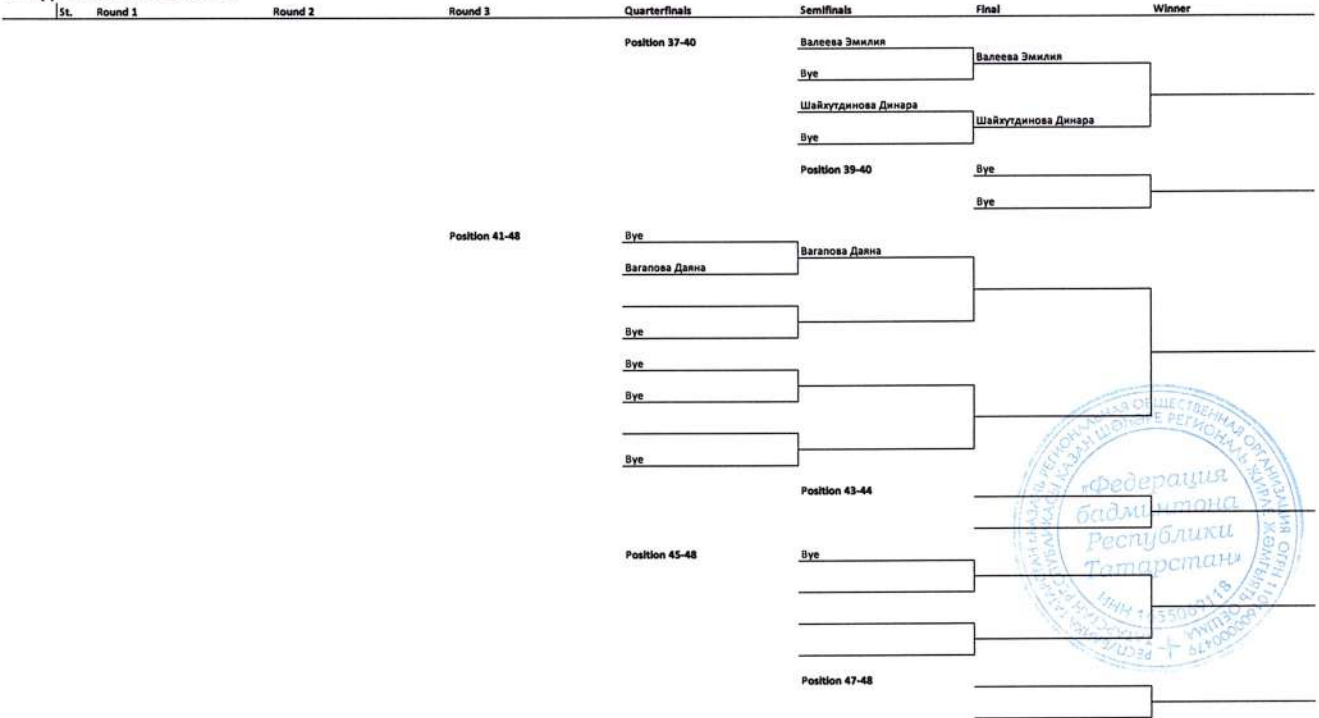 St. Round 1 Round 2 Round 3 Quarterfinals Semifinals Final Winner
Position 37-40 Валеева Эмилия
Валеева Эмилия
Bye
Шайхутдинова Динара
Шайхутдинова Динара
Bye
Position 39-40 Bye
Bye
Position 41-48 Bye
Вагапова Даяна
Вагапова Даяна
Bye
Bye
Bye
Bye
Position 43-44
Position 45-48 Bye
Position 47-48
«Федерация
бадминтона
Республики
Татарстан»